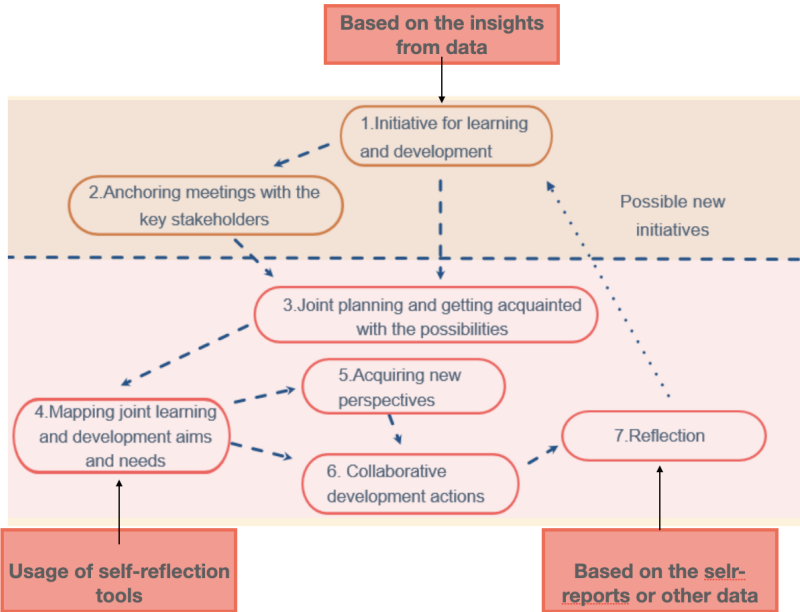 Based on the insights
from data
1.Initiative for learning
and development
2.Anchoring meetings with the
key stakeholders
Possible new
initiatives
3.Joint planning and getting acquainted
with the possibilities
5.Acquiring new
perspectives
4.Mapping joint learning
and development aims
and needs
7.Reflection
6. Collaborative
development actions
Usage of self-reflection
tools
Based on the selr-
reports or other data